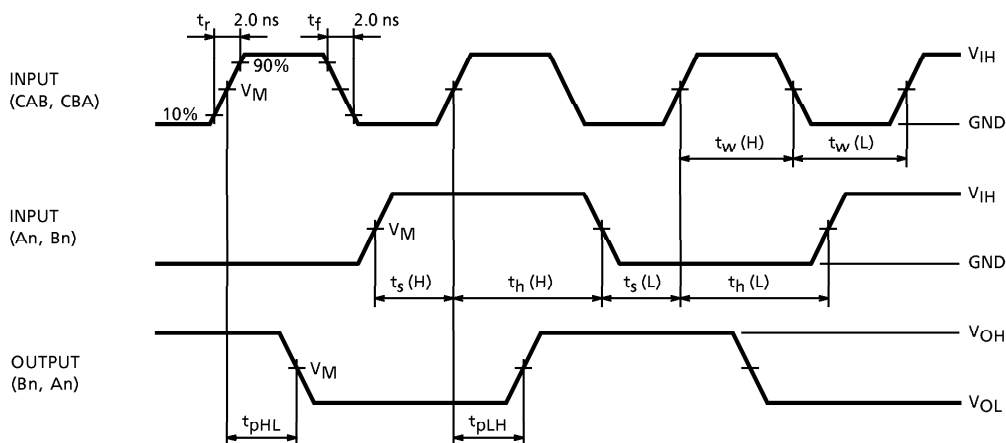 tr 2.0 ns tf 2.0 ns
INPUT
(CAB, CBA)
10%
90%
VM
VIH
GND
tw (H) tw (L)
INPUT
(An, Bn)
VM
VIH
GND
ts (H) th (H) ts (L) th (L)
OUTPUT
(Bn, An)
VM
VOH
VOL
tpHL tpLH